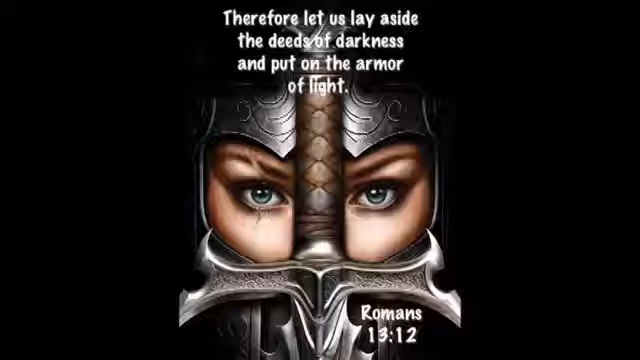 Therefore let us lay aside
the deeds of darkness
and put on the armor
of light.
Romans
13:12